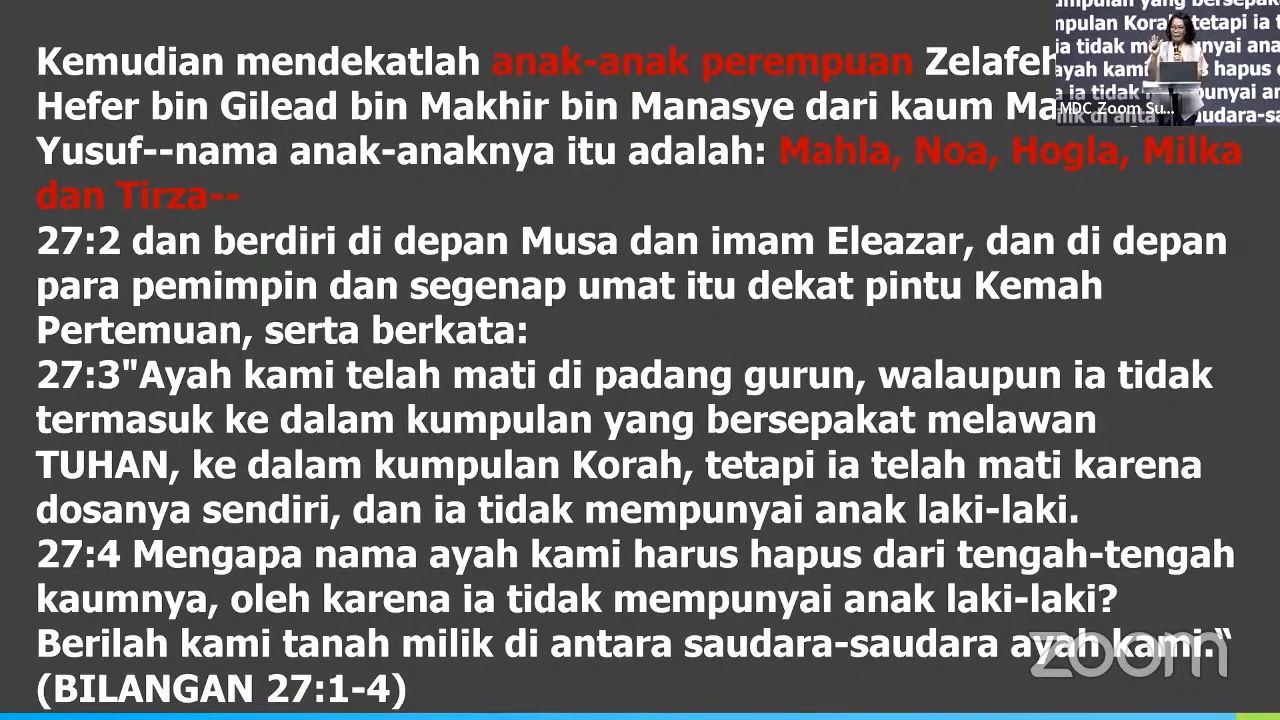 Kemudian mendekatlah anak-anak perempuan Zelafeh
Hefer bin Gilead bin Makhir bin Manasye dari kaum Ma
Yusuf--nama anak-anaknya itu adalah: Mahla, Noa, Hogla, Milka
dan Tirza--
27:2 dan berdiri di depan Musa dan imam Eleazar, dan di depan
para pemimpin dan segenap umat itu dekat pintu Kemah
Pertemuan, serta berkata:
27:3"Ayah kami telah mati di padang gurun, walaupun ia tidak
termasuk ke dalam kumpulan yang bersepakat melawan
TUHAN, ke dalam kumpulan Korah, tetapi ia telah mati karena
dosanya sendiri, dan ia tidak mempunyai anak laki-laki.
27:4 Mengapa nama ayah kami harus hapus dari tengah-tengah
kaumnya, oleh karena ia tidak mempunyai anak laki-laki?
Berilah kami tanah milik di antara saudara-saudara ayah kami.“
(BILANGAN 27:1-4)
MDC Zoom Su...
zoom